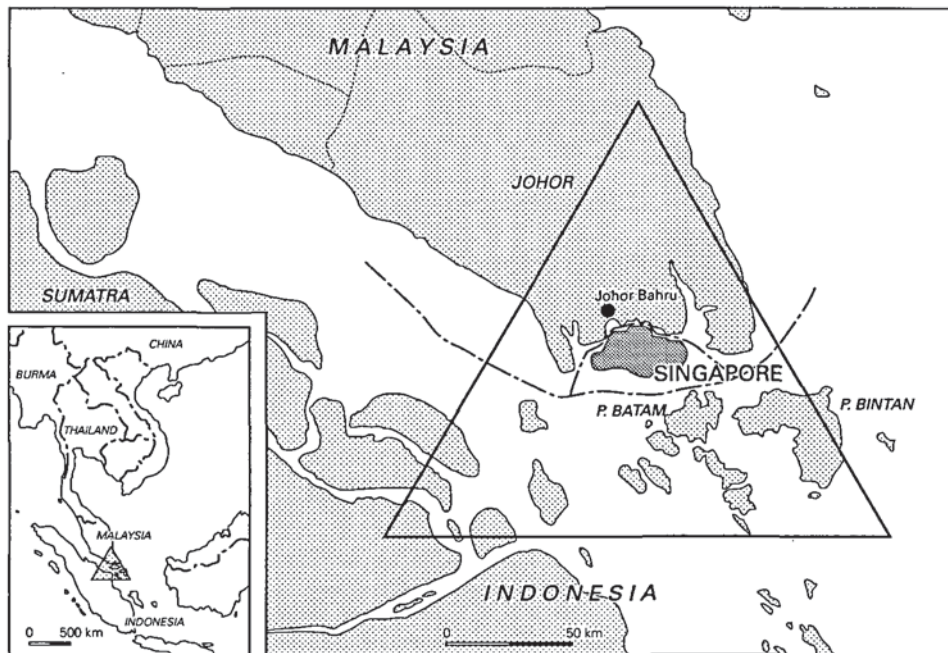 MALAYSIA
JOHOR
Johor Bahru
SUMATRA
SINGAPORE
P. BATAM
P. BINTAN
INDONESIA
0 50 km
CHINA
BURMA
THAILAND
MALAYSIA
INDONESIA
0 500 km